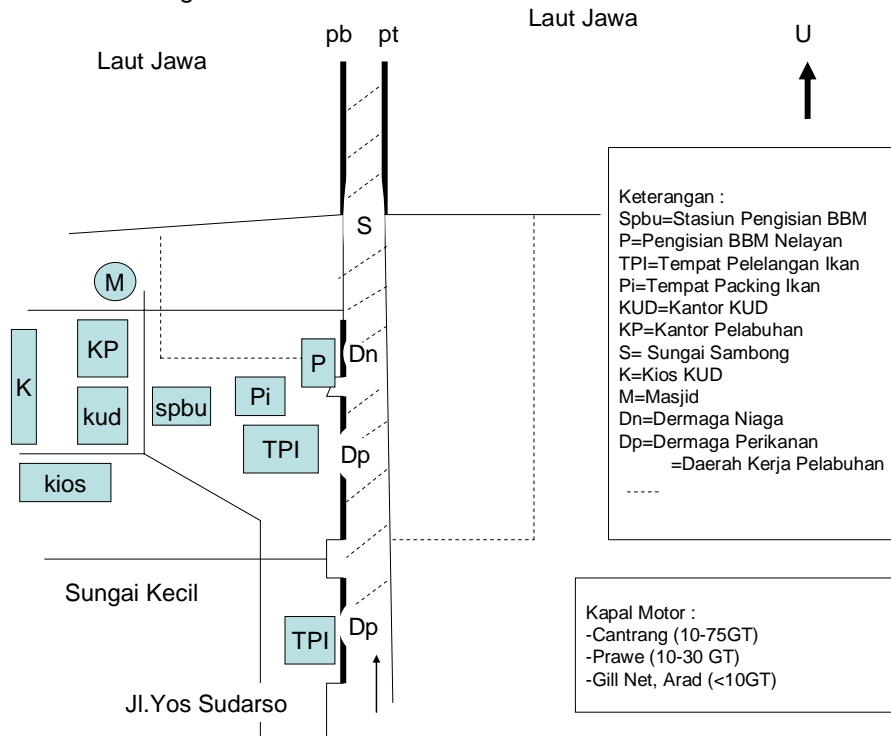 Laut Jawa
pb pt
U
Laut Jawa
S
M
KP
K
P
Dn
kud
spbu
Pi
TPI
Dp
kios
Sungai Kecil
TPI
Dp
Jl.Yos Sudarso
Keterangan :
Spbu=Stasiun Pengisian BBM
P=Pengisian BBM Nelayan
TPI=Tempat Pelelangan Ikan
Pi=Tempat Packing Ikan
KUD=Kantor KUD
KP=Kantor Pelabuhan
S= Sungai Sambong
K=Kios KUD
M=Masjid
Dn=Dermaga Niaga
Dp=Dermaga Perikanan
=Daerah Kerja Pelabuhan
Kapal Motor :
-Cantrang (10-75GT)
-Prawe (10-30 GT)
-Gill Net, Arad (<10GT)